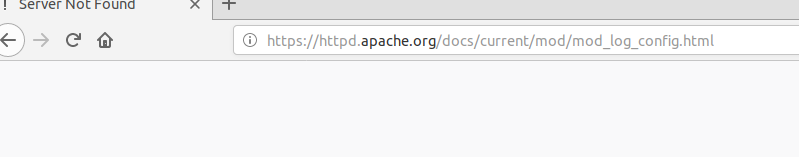 ! Server Not Found
https://httpd.apache.org/docs/current/mod/mod_log_config.html